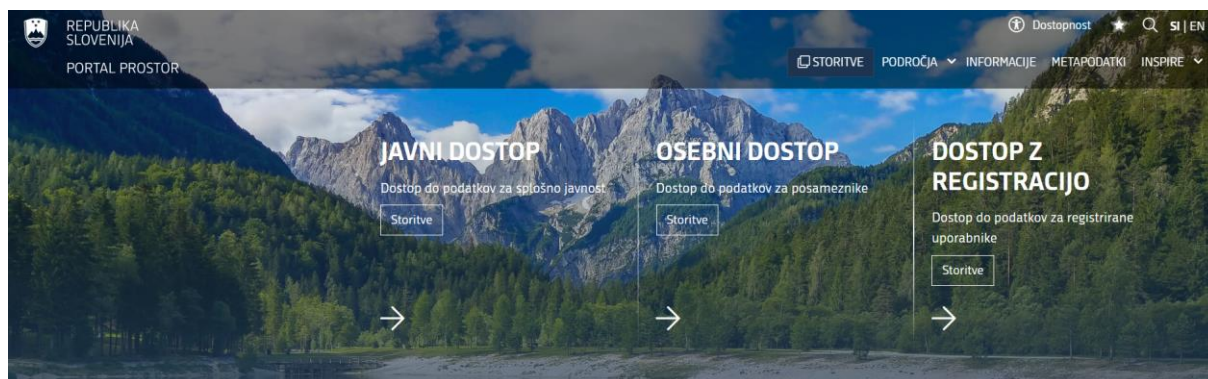 REPUBLIKA
SLOVENIJA
PORTAL PROSTOR
Dostopnost
SI | EN
STORITVE
PODROČJA
INFORMACIJE
METAPODATKI
INSPIRE
JAVNI DOSTOP
Dostop do podatkov za splošno javnost
Storitve
OSEBNI DOSTOP
Dostop do podatkov za posameznike
Storitve
DOSTOP Z
REGISTRACIJO
Dostop do podatkov za registrirane
uporabnike
Storitve